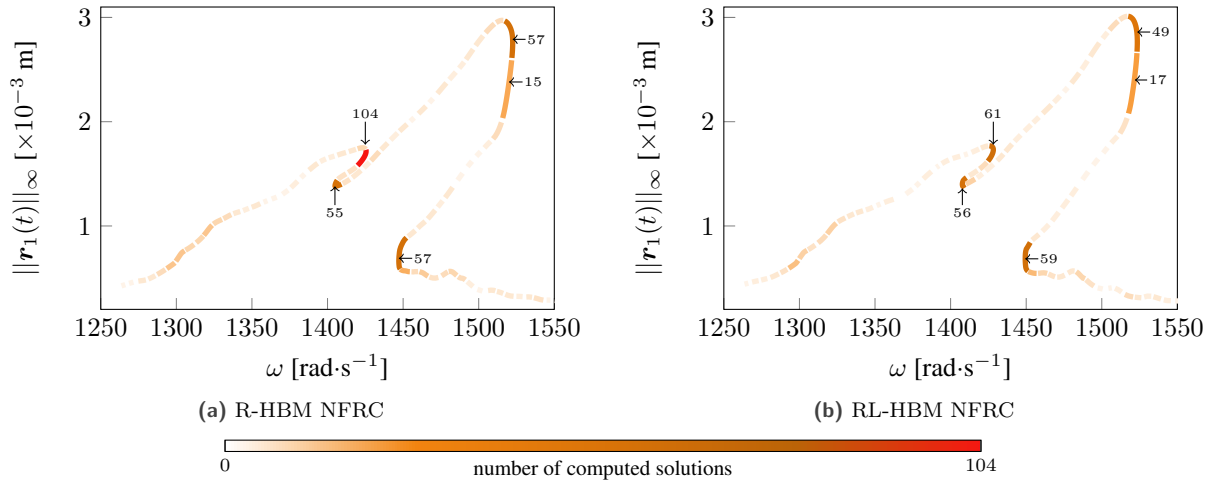 3
2
1
||r₁(t)||∞ [×10⁻³ m]
57
15
104
55
57
1250 1300 1350 1400 1450 1500 1550
ω [rad·s⁻¹]
(a) R-HBM NFRC
3
2
1
||r₁(t)||∞ [×10⁻³ m]
49
17
61
56
59
1250 1300 1350 1400 1450 1500 1550
ω [rad·s⁻¹]
(b) RL-HBM NFRC
0 number of computed solutions 104